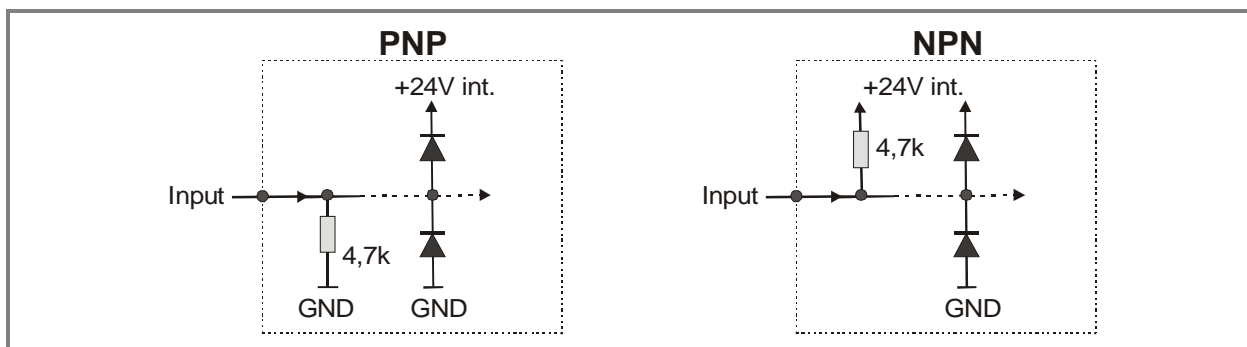 PNP
+24V int.
Input
4,7k
GND GND
NPN
+24V int.
4,7k
Input
GND